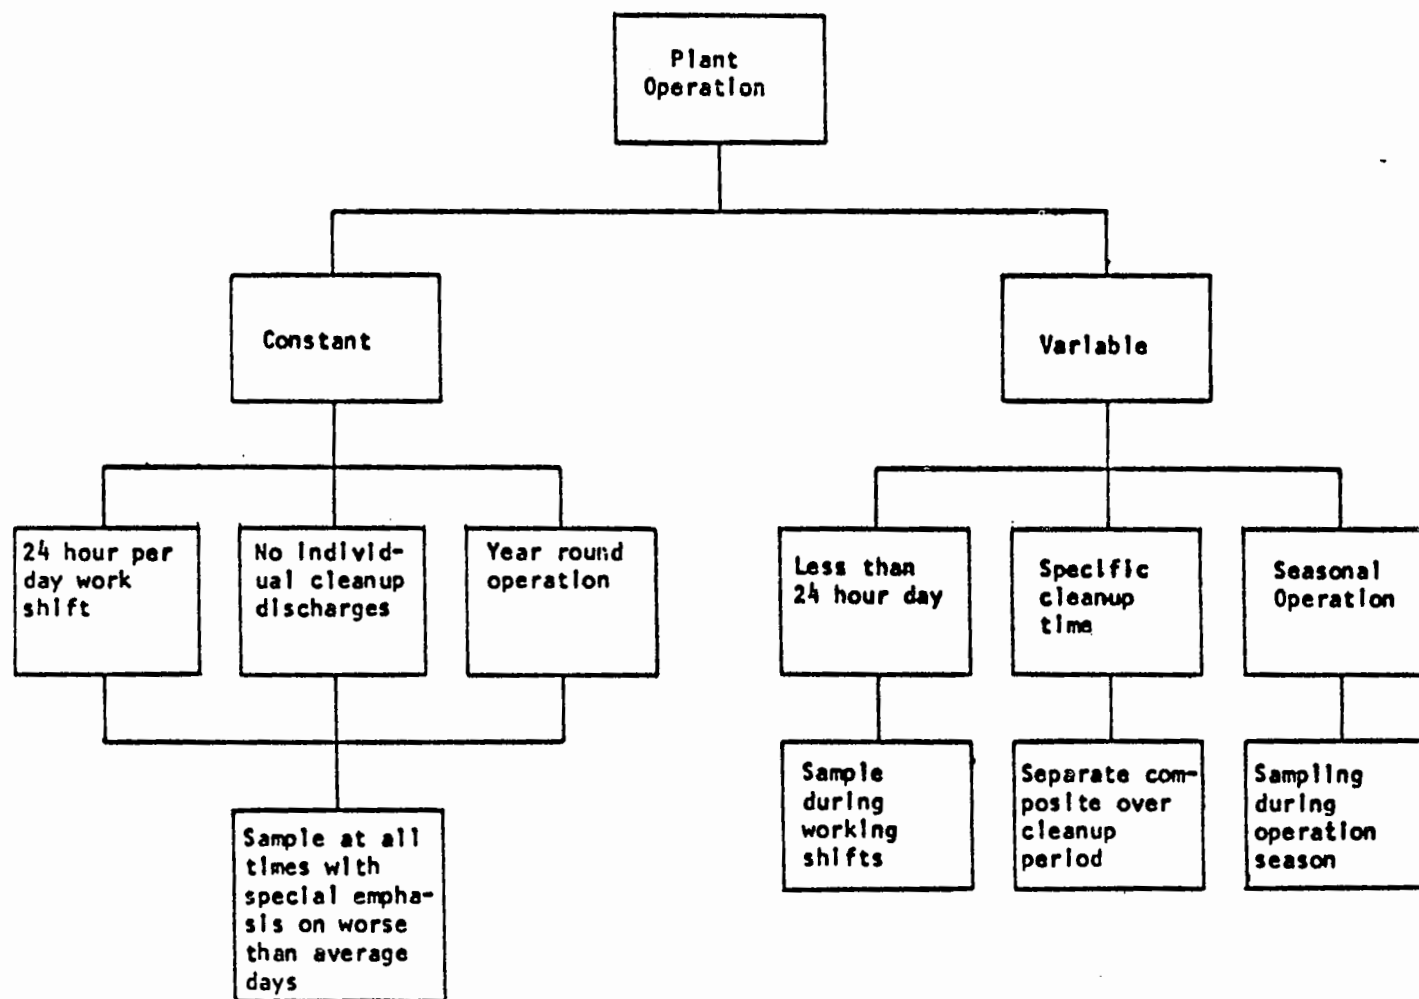 Plant
Operation
Constant
Variable
24 hour per
day work
shift
No individ-
ual cleanup
discharges
Year round
operation
Less than
24 hour day
Specific
cleanup
time
Seasonal
Operation
Sample
during
working
shifts
Separate com-
posite over
cleanup
period
Sampling
during
operation
season
Sample at all
times with
special empha-
sis on worse
than average
days